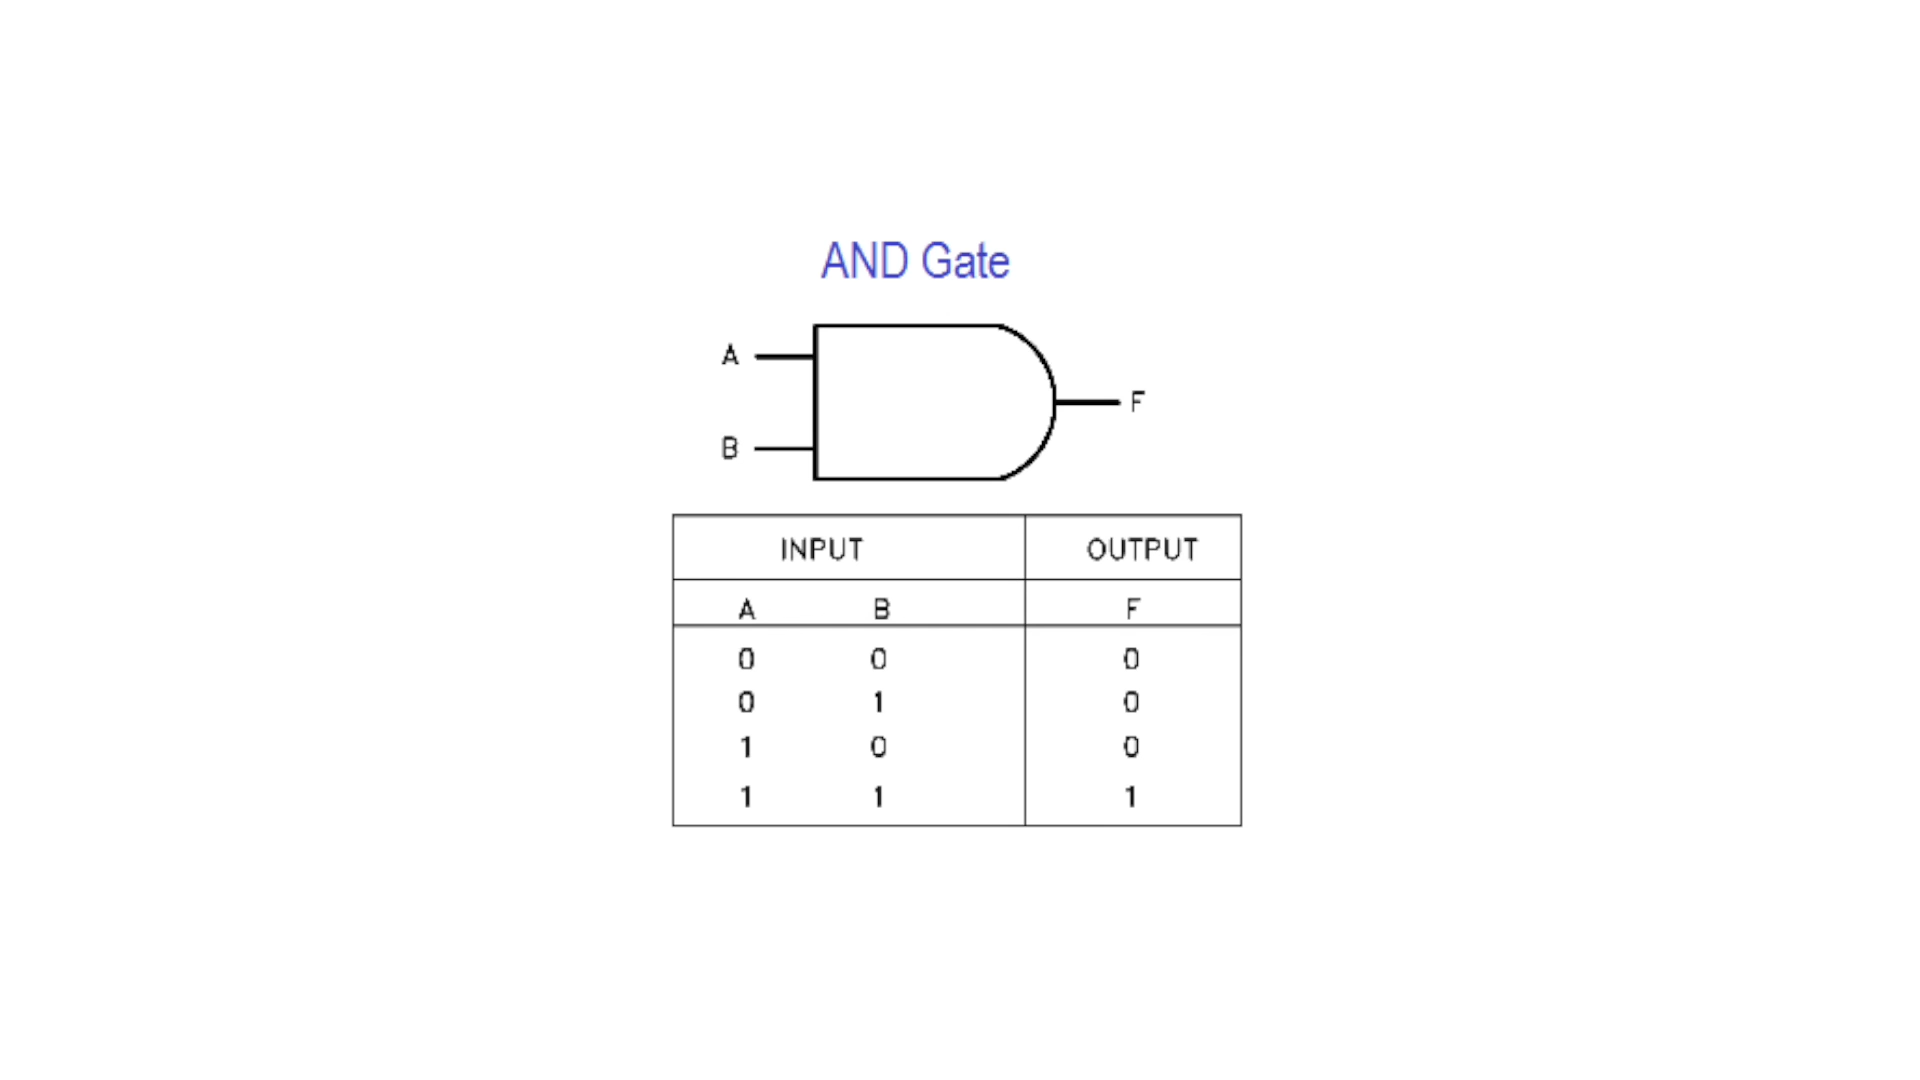 AND Gate
A
F
B
INPUT OUTPUT
A B F
0 0 0
0 1 0
1 0 0
1 1 1